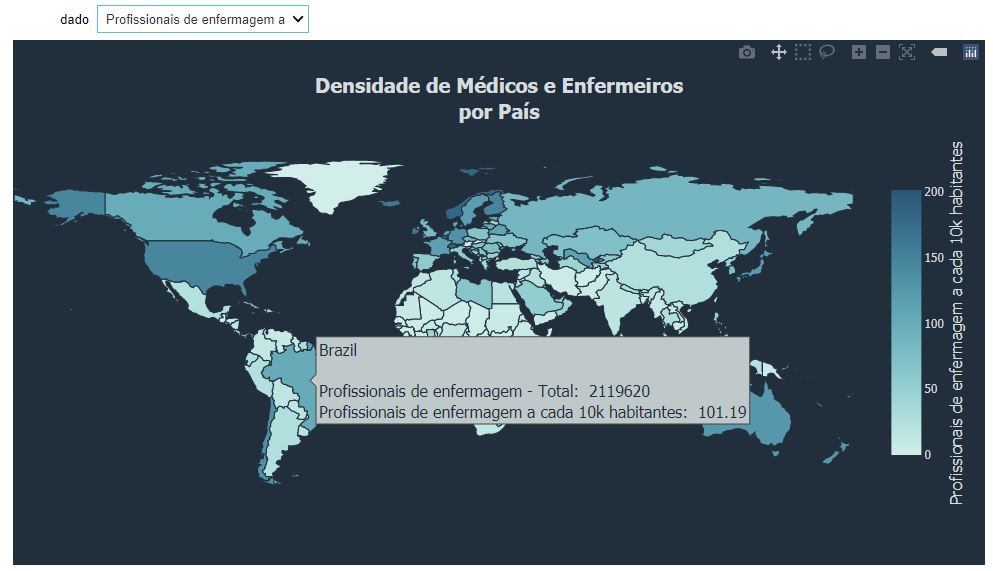 dado Profissionais de enfermagem a
Densidade de Médicos e Enfermeiros
por País
Brazil
Profissionais de enfermagem - Total: 2119620
Profissionais de enfermagem a cada 10k habitantes: 101.19
200
150
100
50
0
Profissionais de enfermagem a cada 10k habitantes